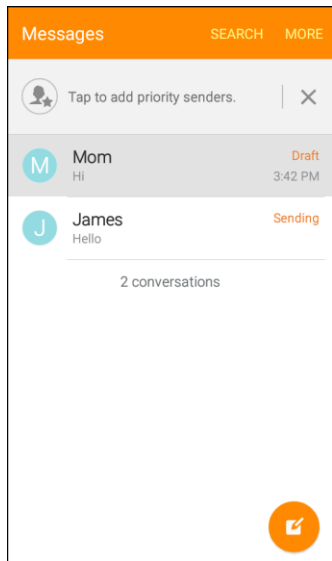 Messages SEARCH MORE
Tap to add priority senders.
M Mom Draft
Hi 3:42 PM
J James Sending
Hello
2 conversations